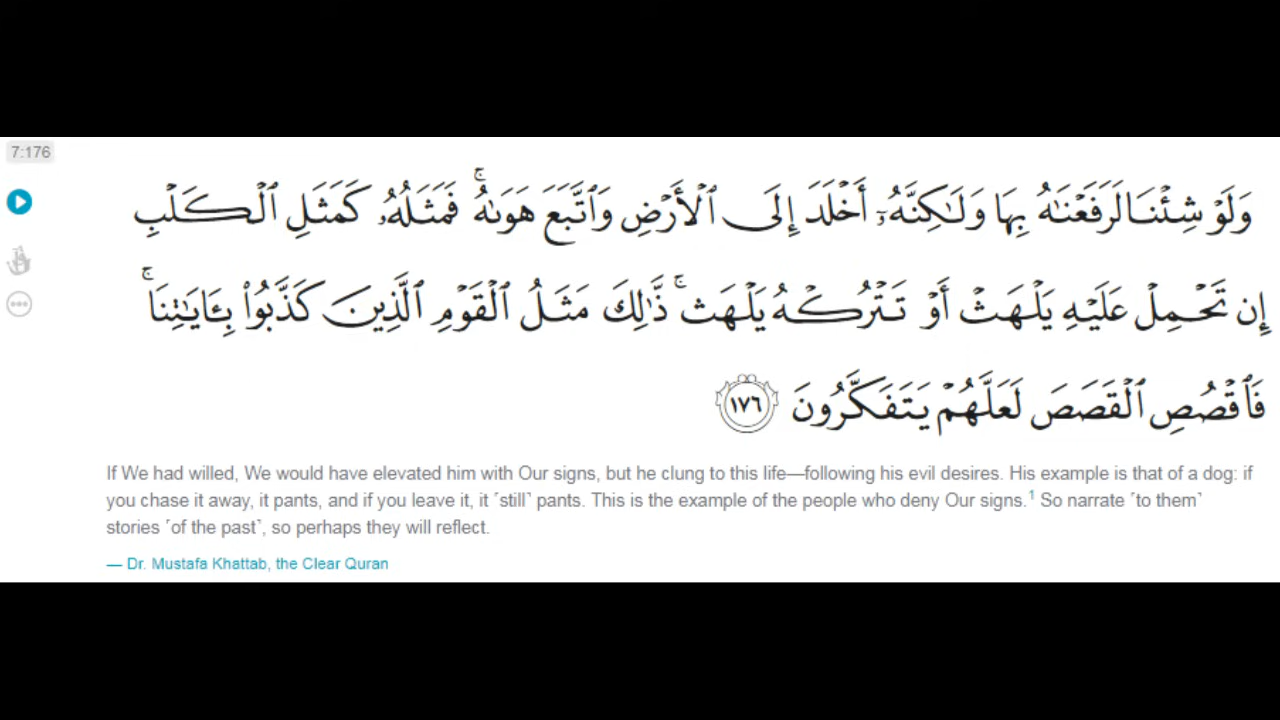 7:176
وَلَوْ شِئْنَا لَرَفَعْنَـٰهُ بِهَا وَلَـٰكِنَّهُۥٓ أَخْلَدَ إِلَى ٱلْأَرْضِ وَٱتَّبَعَ هَوَىٰهُ ۚ فَمَثَلُهُۥ كَمَثَلِ ٱلْكَلْبِ
إِن تَحْمِلْ عَلَيْهِ يَلْهَثْ أَوْ تَتْرُكْهُ يَلْهَث ۚ ذَّٰلِكَ مَثَلُ ٱلْقَوْمِ ٱلَّذِينَ كَذَّبُوا۟ بِـَٔايَـٰتِنَا ۚ
فَٱقْصُصِ ٱلْقَصَصَ لَعَلَّهُمْ يَتَفَكَّرُونَ ١٧٦
If We had willed, We would have elevated him with Our signs, but he clung to this life—following his evil desires. His example is that of a dog: if
you chase it away, it pants, and if you leave it, it ˹still˺ pants. This is the example of the people who deny Our signs.¹ So narrate ˹to them˺
stories ˹of the past˺, so perhaps they will reflect.
— Dr. Mustafa Khattab, the Clear Quran